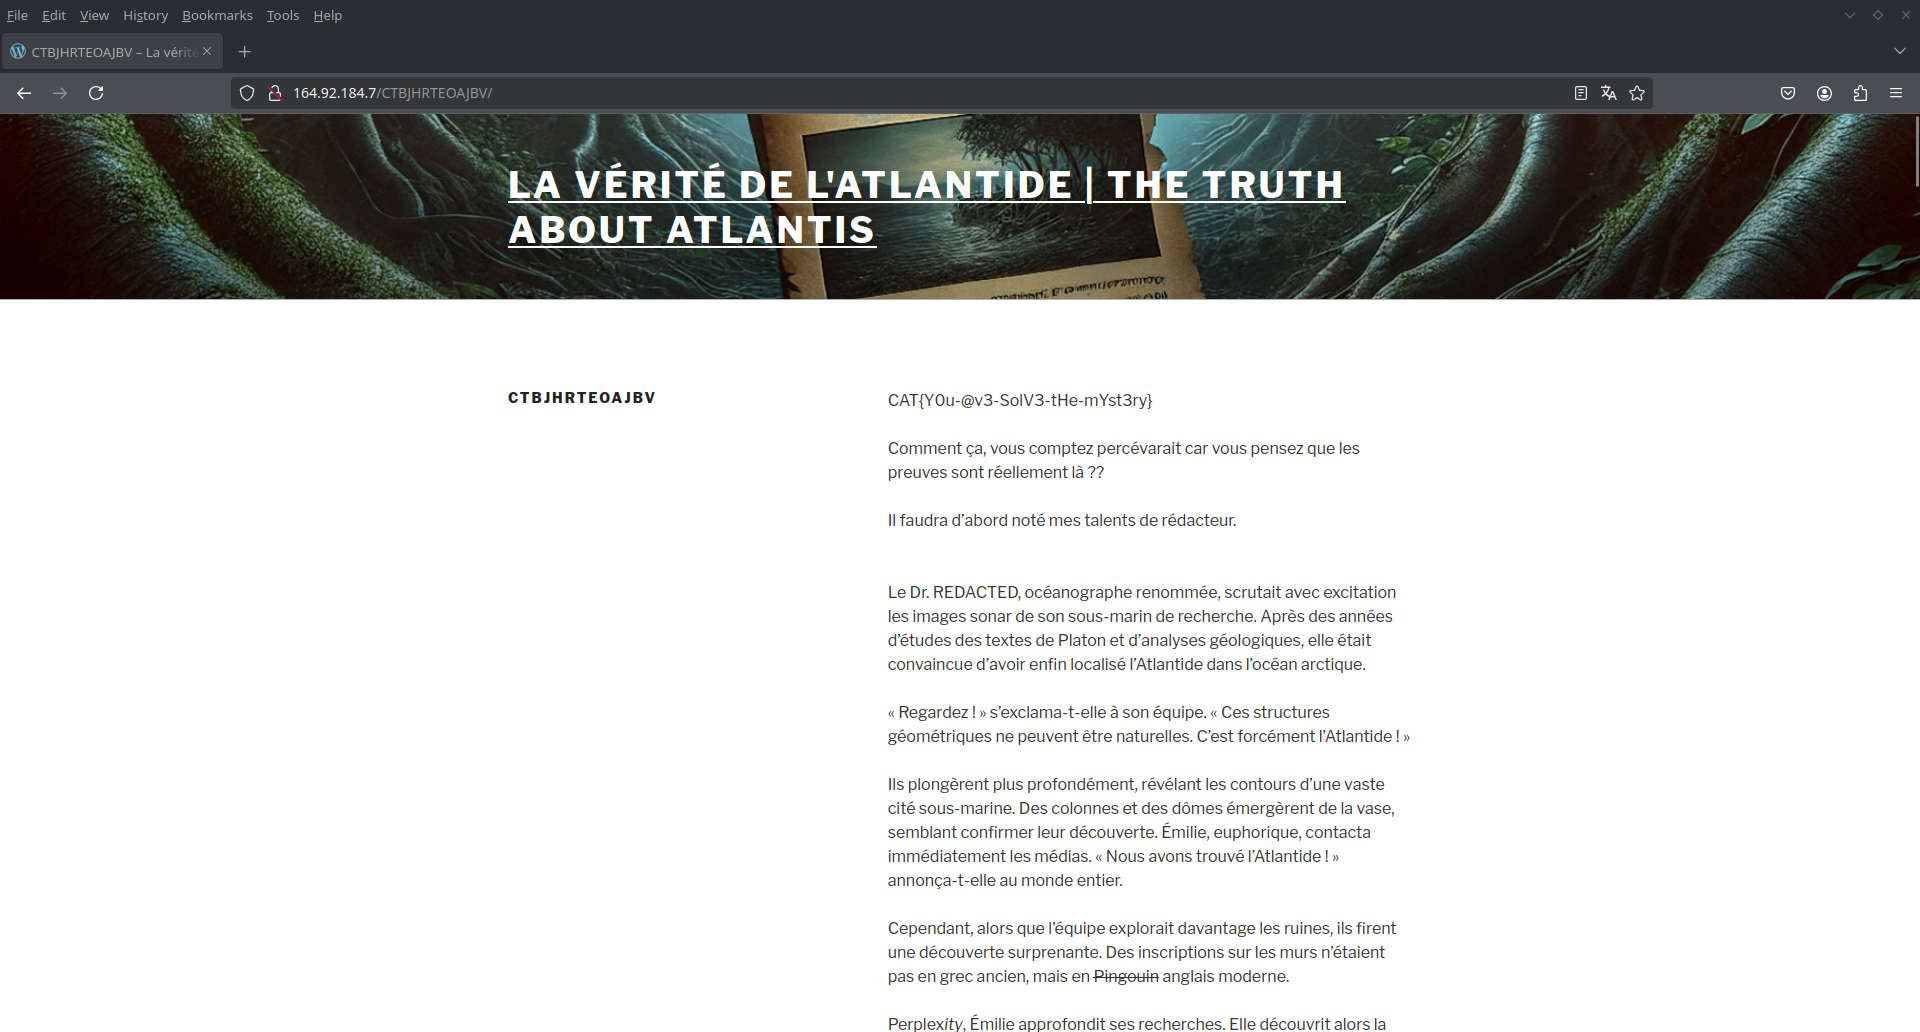 File Edit View History Bookmarks Tools Help
CTBJHRTEOAJBV – La vérité
164.92.184.7/CTBJHRTEOAJBV/
LA VÉRITÉ DE L'ATLANTIDE | THE TRUTH
ABOUT ATLANTIS
CTBJHRTEOAJBV
CAT{Y0u-@v3-SolV3-tHe-mYst3ry}
Comment ça, vous comptez percévarait car vous pensez que les
preuves sont réellement là ??
Il faudra d’abord noté mes talents de rédacteur.
Le Dr. REDACTED, océanographe renommée, scrutait avec excitation
les images sonar de son sous-marin de recherche. Après des années
d’études des textes de Platon et d’analyses géologiques, elle était
convaincue d’avoir enfin localisé l’Atlantide dans l’océan arctique.
« Regardez ! » s’exclama-t-elle à son équipe. « Ces structures
géométriques ne peuvent être naturelles. C’est forcément l’Atlantide ! »
Ils plongèrent plus profondément, révélant les contours d’une vaste
cité sous-marine. Des colonnes et des dômes émergèrent de la vase,
semblant confirmer leur découverte. Émilie, euphorique, contacta
immédiatement les médias. « Nous avons trouvé l’Atlantide ! »
annonça-t-elle au monde entier.
Cependant, alors que l’équipe explorait davantage les ruines, ils firent
une découverte surprenante. Des inscriptions sur les murs n’étaient
pas en grec ancien, mais en Pingouin anglais moderne.
Perplexity, Émilie approfondit ses recherches. Elle découvrit alors la